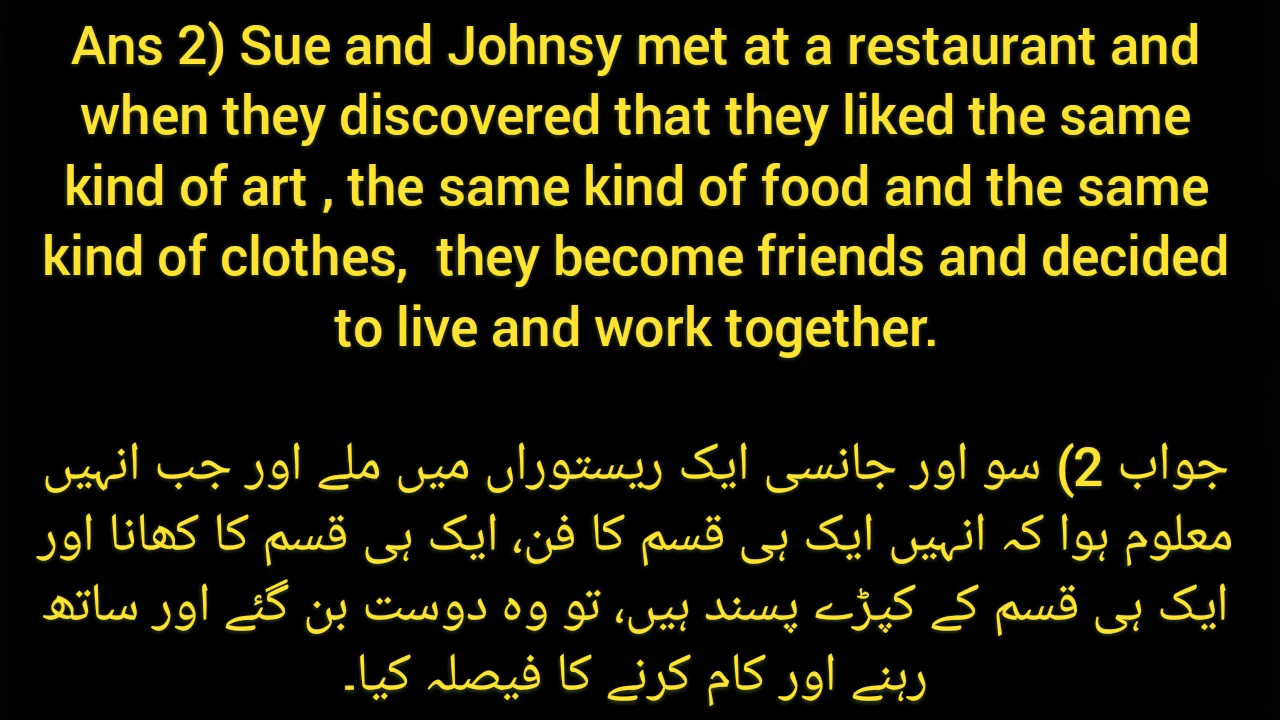 Ans 2) Sue and Johnsy met at a restaurant and
when they discovered that they liked the same
kind of art , the same kind of food and the same
kind of clothes,  they become friends and decided
to live and work together.
جواب 2) سو اور جانسی ایک ریستوراں میں ملے اور جب انہیں
معلوم ہوا کہ انہیں ایک ہی قسم کا فن، ایک ہی قسم کا کھانا اور
ایک ہی قسم کے کپڑے پسند ہیں، تو وہ دوست بن گئے اور ساتھ
رہنے اور کام کرنے کا فیصلہ کیا۔